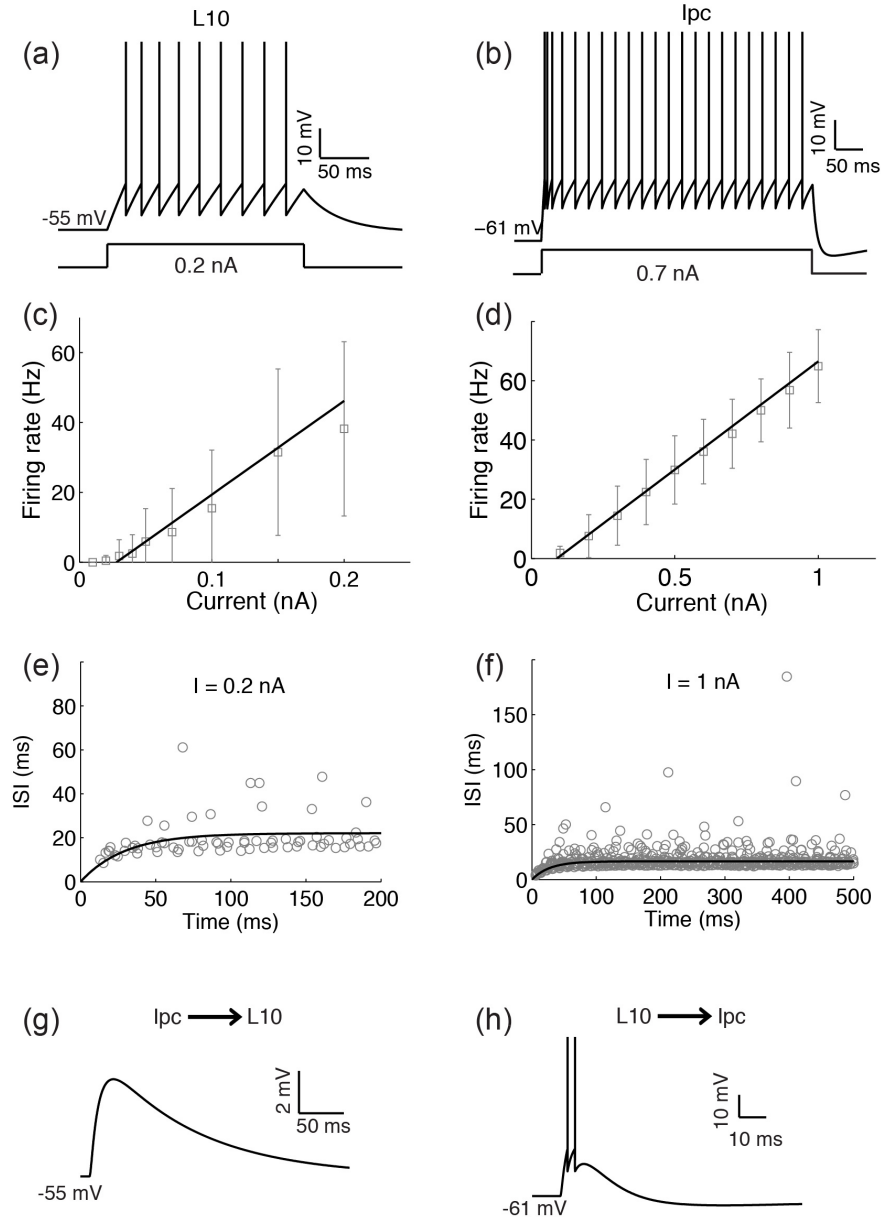 L10
Ipc
(a)
(b)
10 mV
50 ms
-55 mV
0.2 nA
10 mV
50 ms
−61 mV
0.7 nA
(c)
(d)
Firing rate (Hz)
60
40
20
0
0
0.1
0.2
Current (nA)
Firing rate (Hz)
60
40
20
0
0
0.5
1
Current (nA)
(e)
(f)
I = 0.2 nA
ISI (ms)
80
60
40
20
0
0
50
100
150
200
Time (ms)
I = 1 nA
ISI (ms)
150
100
50
0
0
100
200
300
400
500
Time (ms)
(g)
Ipc
L10
2 mV
50 ms
-55 mV
(h)
L10
Ipc
10 mV
10 ms
-61 mV